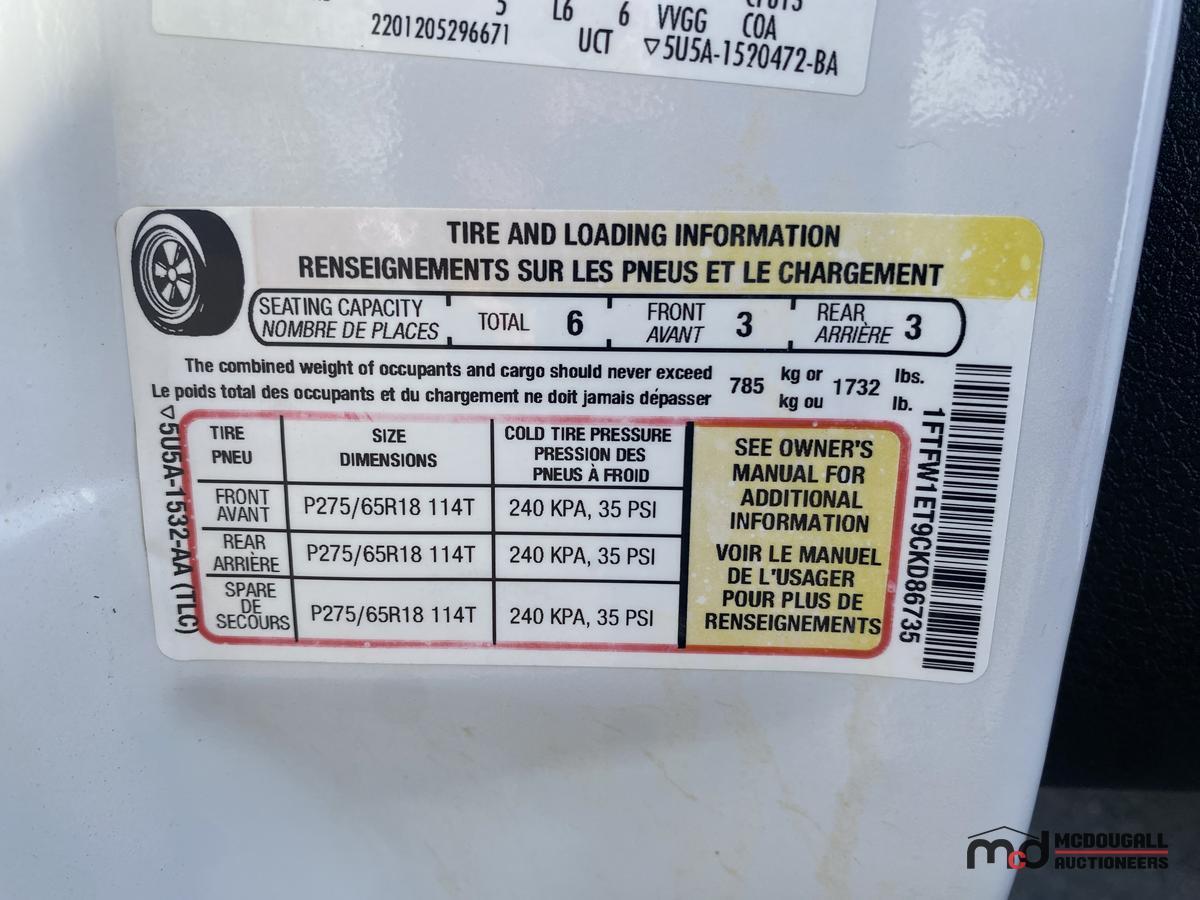 5 L6 6 VVGG COA
2201205296671 UCT ▽5U5A-1520472-BA
TIRE AND LOADING INFORMATION
RENSEIGNEMENTS SUR LES PNEUS ET LE CHARGEMENT
SEATING CAPACITY
NOMBRE DE PLACES
TOTAL 6
FRONT
AVANT 3
REAR
ARRIÈRE 3
The combined weight of occupants and cargo should never exceed 785 kg or 1732 lbs.
Le poids total des occupants et du chargement ne doit jamais dépasser kg ou lb.
TIRE
PNEU
SIZE
DIMENSIONS
COLD TIRE PRESSURE
PRESSION DES
PNEUS À FROID
FRONT
AVANT
P275/65R18 114T
240 KPA, 35 PSI
REAR
ARRIÈRE
P275/65R18 114T
240 KPA, 35 PSI
SPARE
DE
SECOURS
P275/65R18 114T
240 KPA, 35 PSI
SEE OWNER'S
MANUAL FOR
ADDITIONAL
INFORMATION
VOIR LE MANUEL
DE L'USAGER
POUR PLUS DE
RENSEIGNEMENTS
▽5U5A-1532-AA (TLC)
1FTFW1ET9CKD86735
mcd MCDOUGALL
AUCTIONEERS